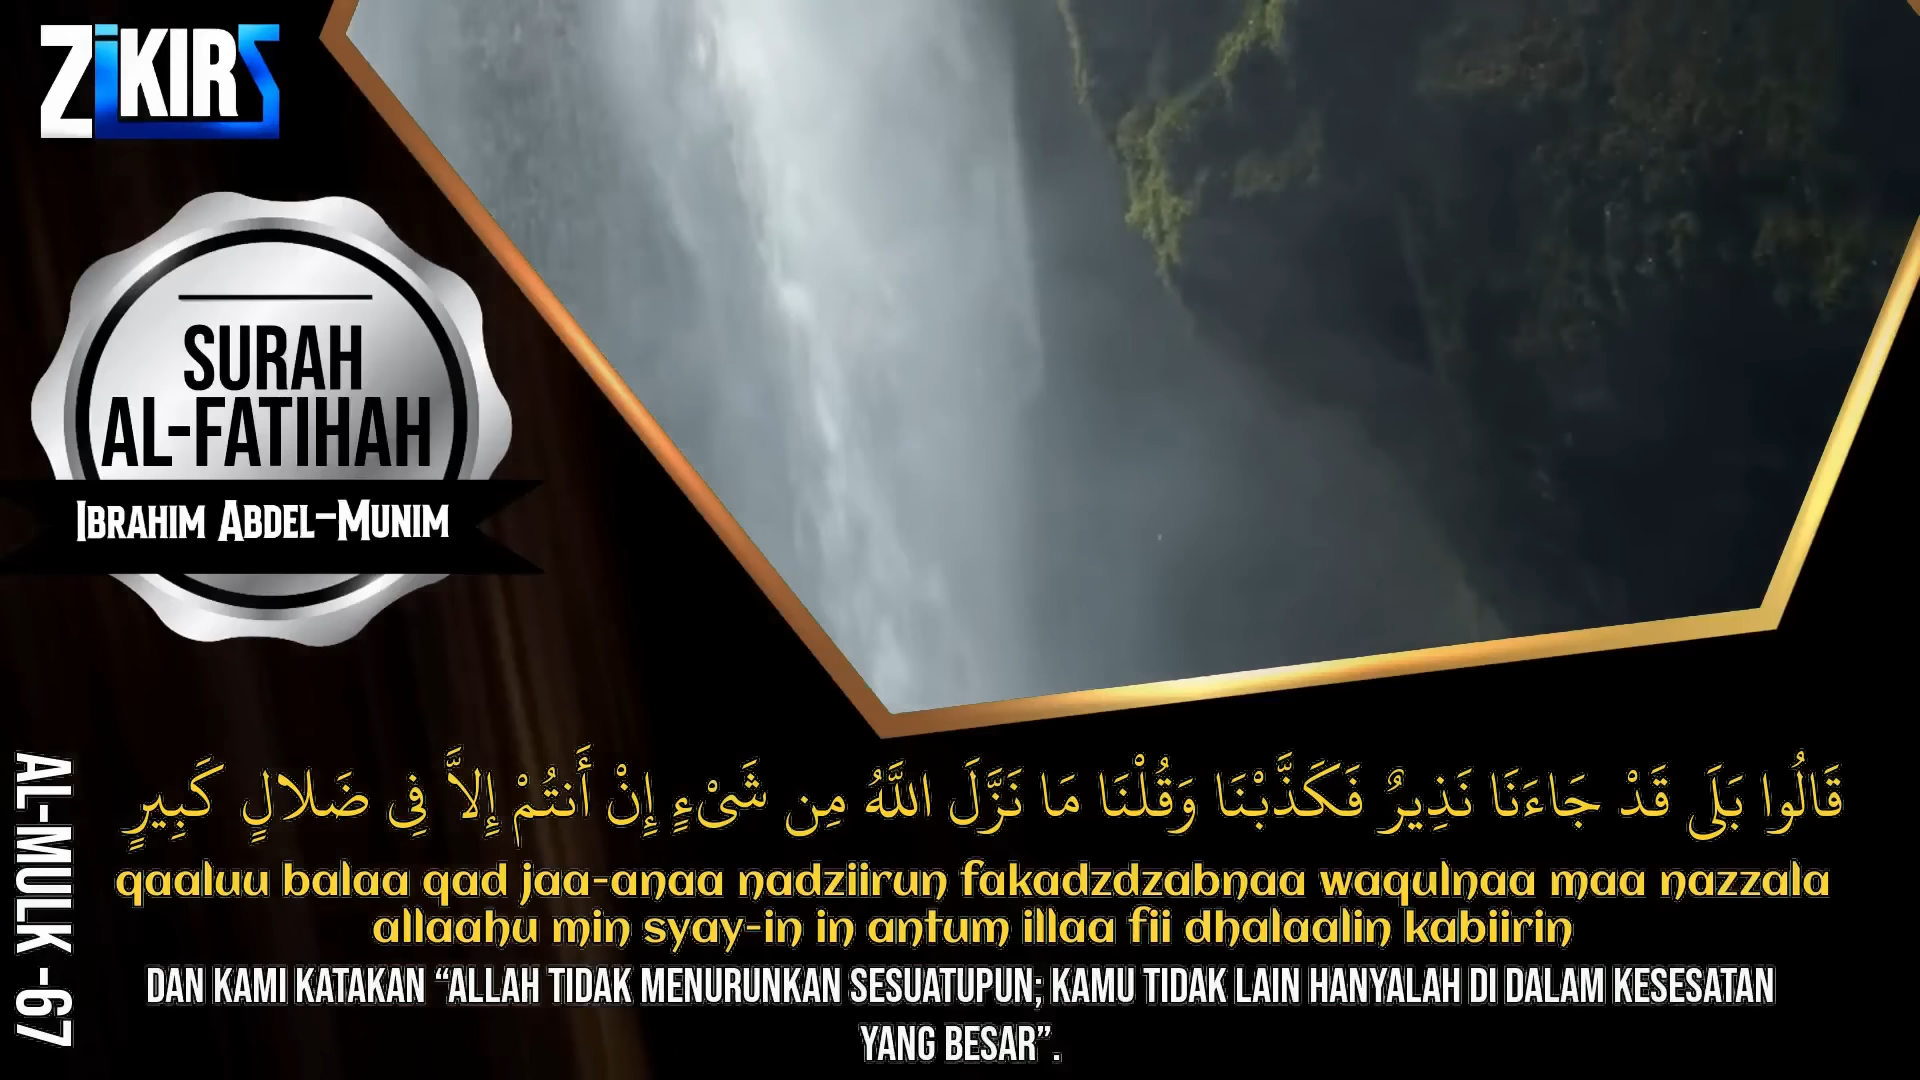 ZiKIRS
SURAH
AL-FATIHAH
IBRAHIM ABDEL-MUNIM
قَالُوا بَلَى قَدْ جَاءَنَا نَذِيرٌ فَكَذَّبْنَا وَقُلْنَا مَا نَزَّلَ اللَّهُ مِن شَىْءٍ إِنْ أَنتُمْ إِلاَّ فِى ضَلالٍ كَبِيرٍ
qaaluu balaa qad jaa-anaa nadziirun fakadzdzabnaa waqulnaa maa nazzala
allaahu min syay-in in antum illaa fii dhalaalin kabiirin
DAN KAMI KATAKAN “ALLAH TIDAK MENURUNKAN SESUATUPUN; KAMU TIDAK LAIN HANYALAH DI DALAM KESESATAN
YANG BESAR”.
AL-MULK -67